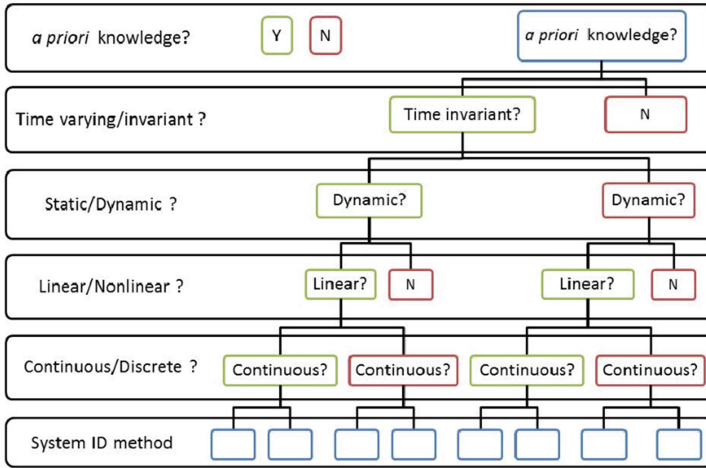 a priori knowledge?
Y
N
a priori knowledge?
Time varying/invariant ?
Time invariant?
N
Static/Dynamic ?
Dynamic?
Dynamic?
Linear/Nonlinear ?
Linear?
N
Linear?
N
Continuous/Discrete ?
Continuous?
Continuous?
Continuous?
Continuous?
System ID method